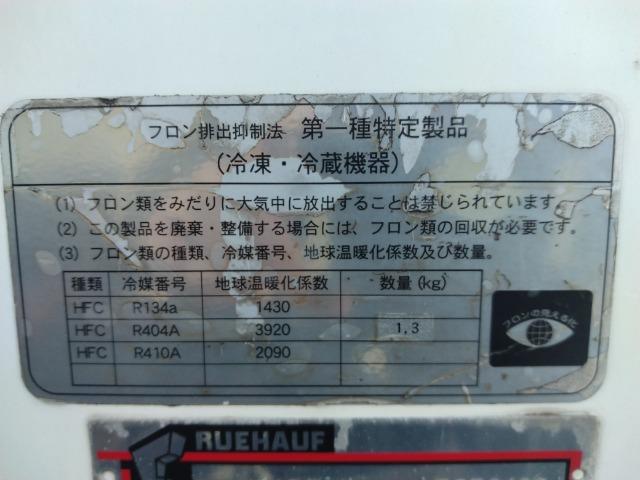 フロン排出抑制法 第一種特定製品
(冷凍・冷蔵機器)
(1) フロン類をみだりに大気中に放出することは禁じられています。
(2) この製品を廃棄・整備する場合には、フロン類の回収が必要です。
(3) フロン類の種類、冷媒番号、地球温暖化係数及び数量。
種類 冷媒番号 地球温暖化係数 数量(kg)
HFC R134a 1430
HFC R404A 3920 1,3
HFC R410A 2090
フロンの見える化
RUEHAUF